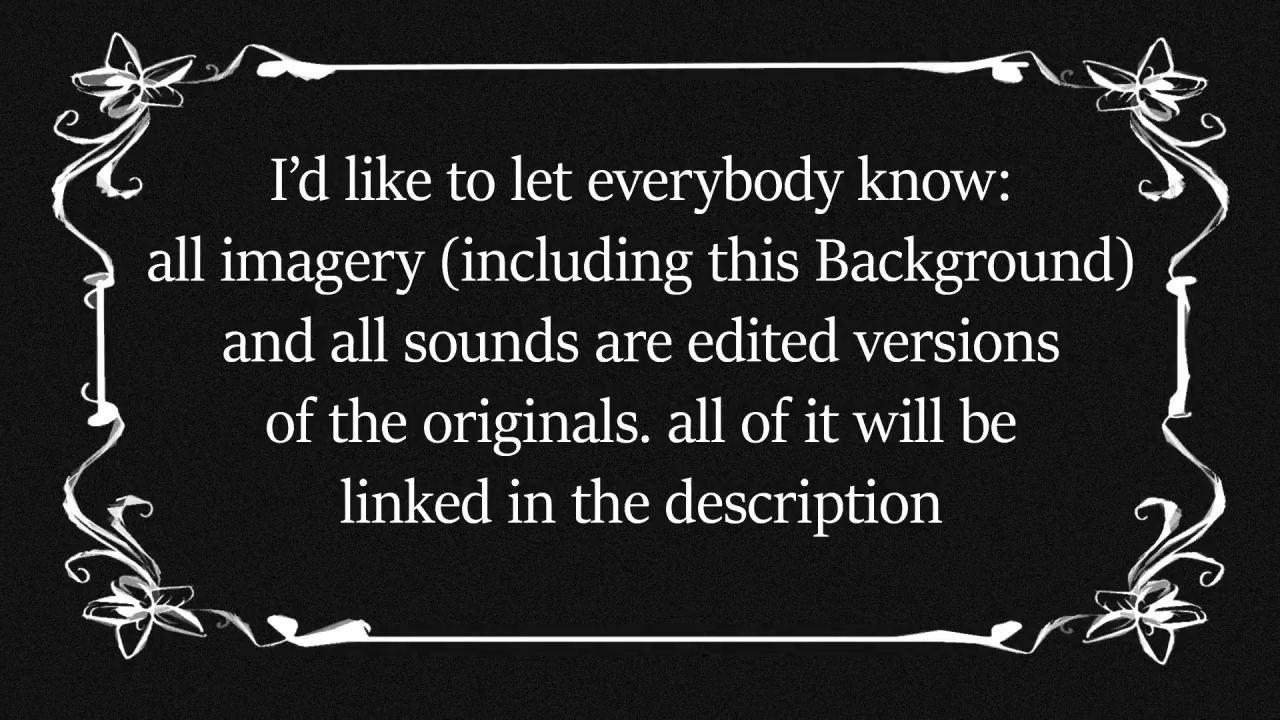 I’d like to let everybody know:
all imagery (including this Background)
and all sounds are edited versions
of the originals. all of it will be
linked in the description